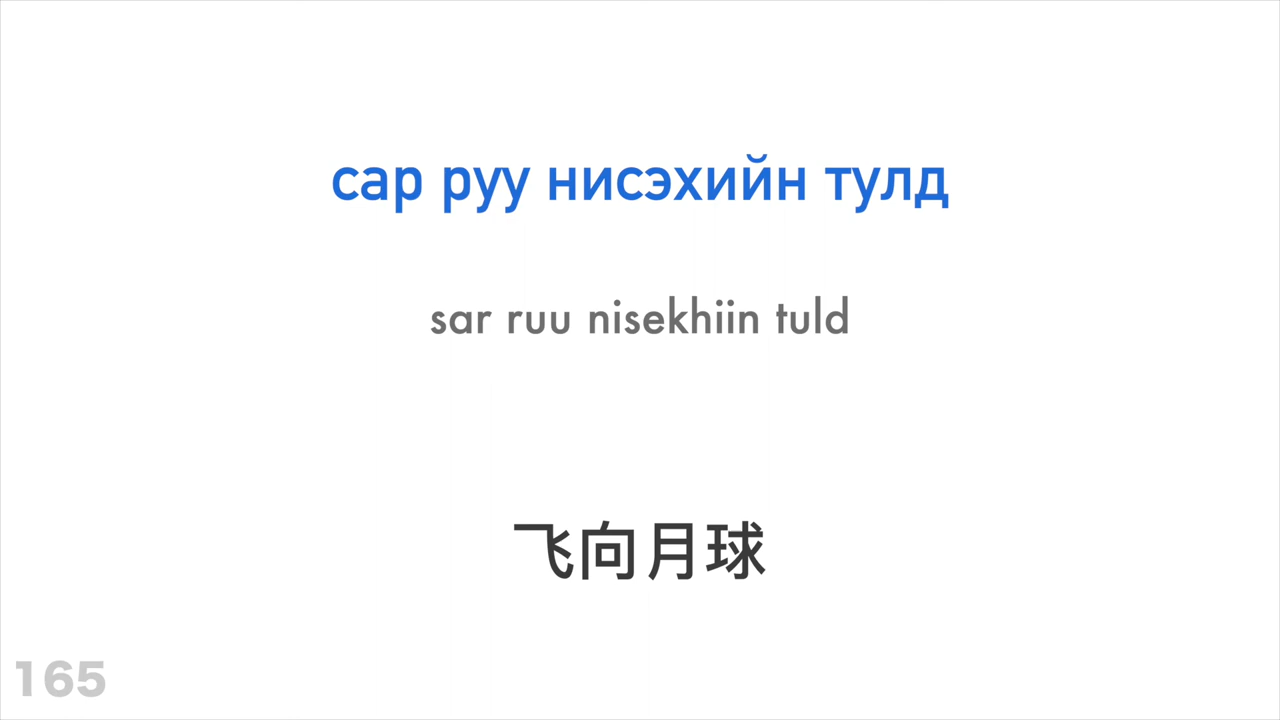 сар руу нисэхийн тулд
sar ruu nisekhiin tuld
飞向月球
165